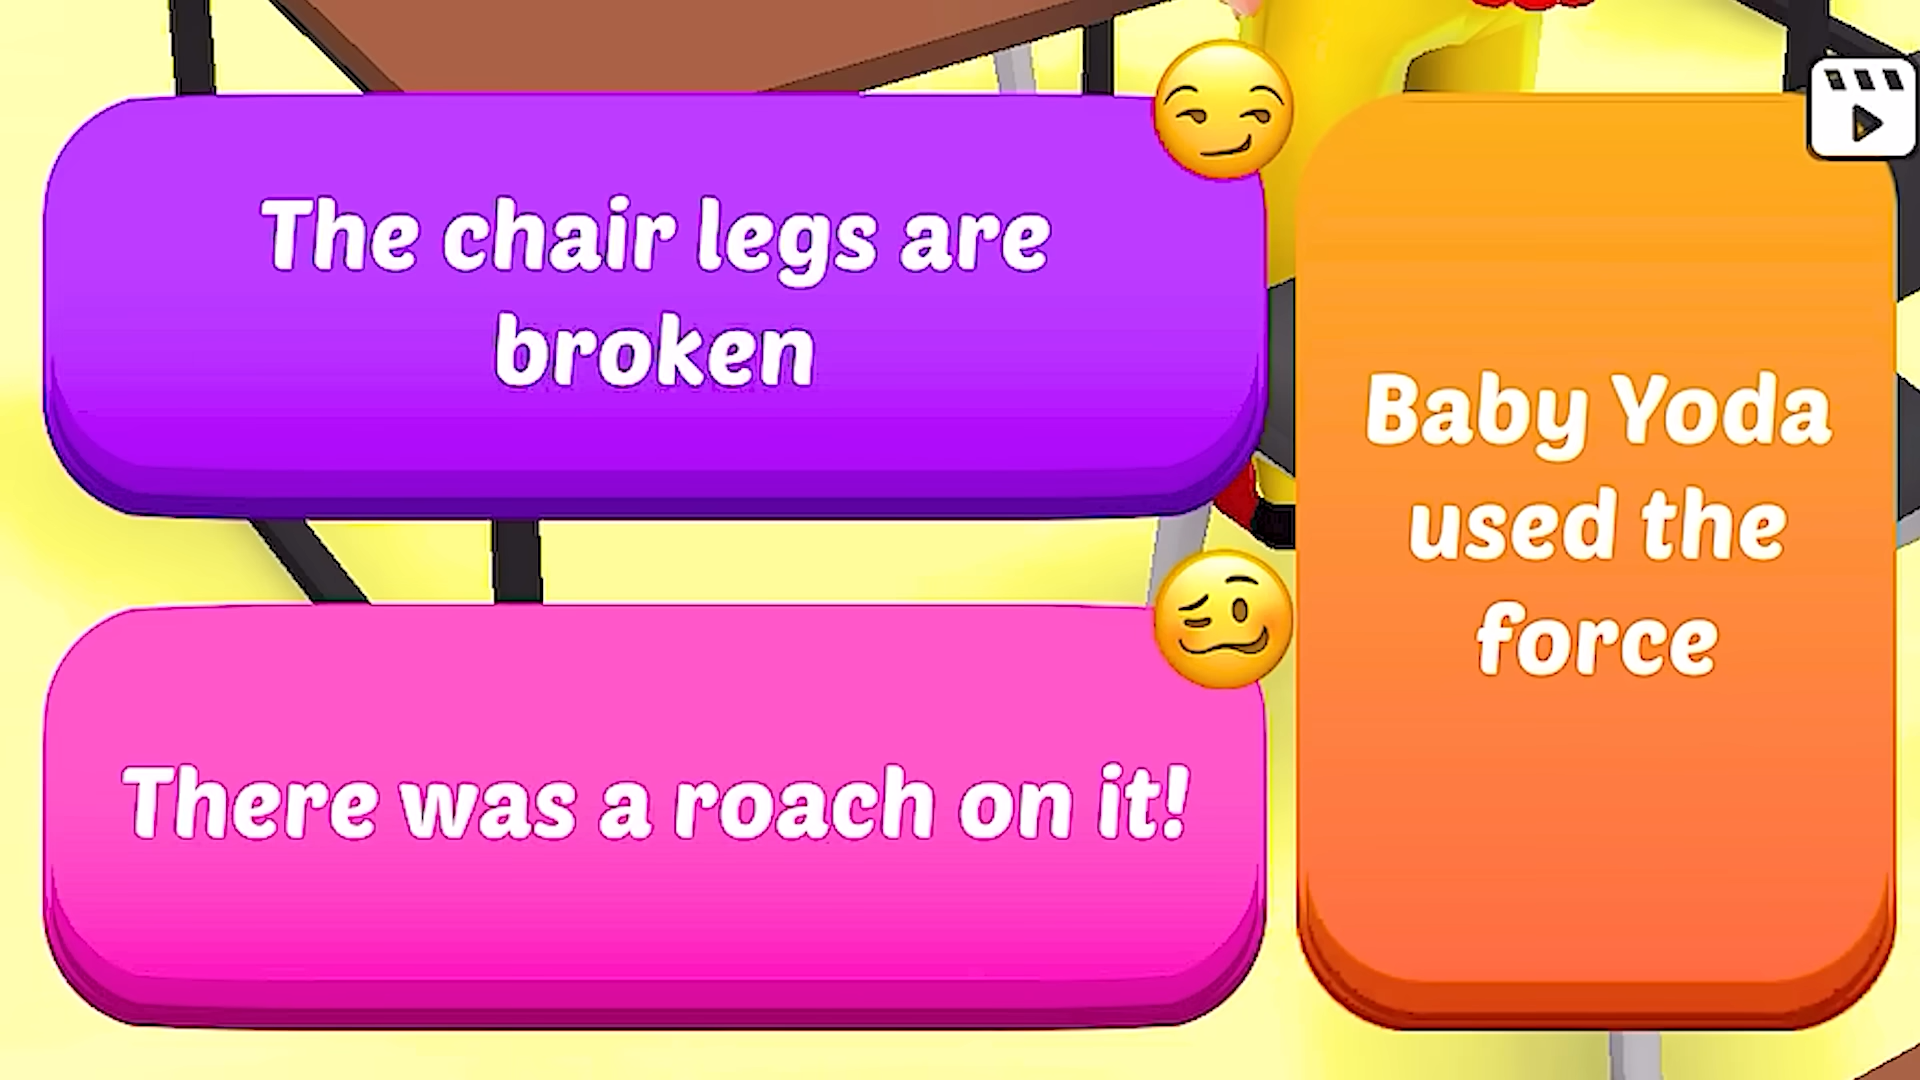 The chair legs are
broken
There was a roach on it!
Baby Yoda
used the
force